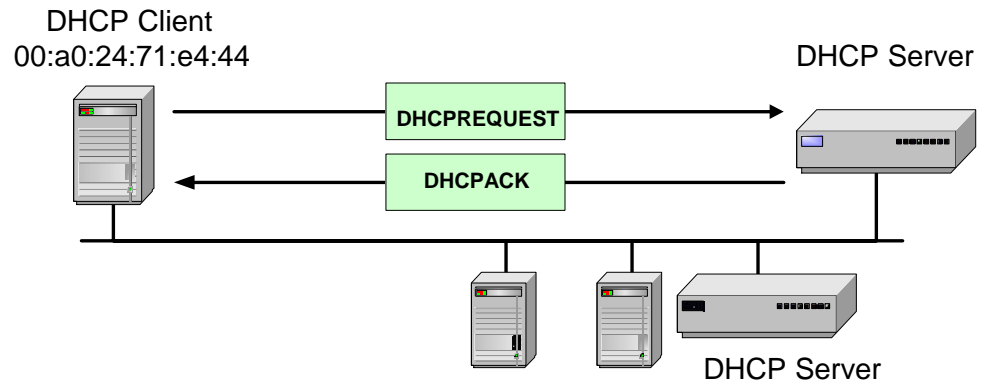 DHCP Client
00:a0:24:71:e4:44
DHCP Server
DHCPREQUEST
DHCPACK
DHCP Server